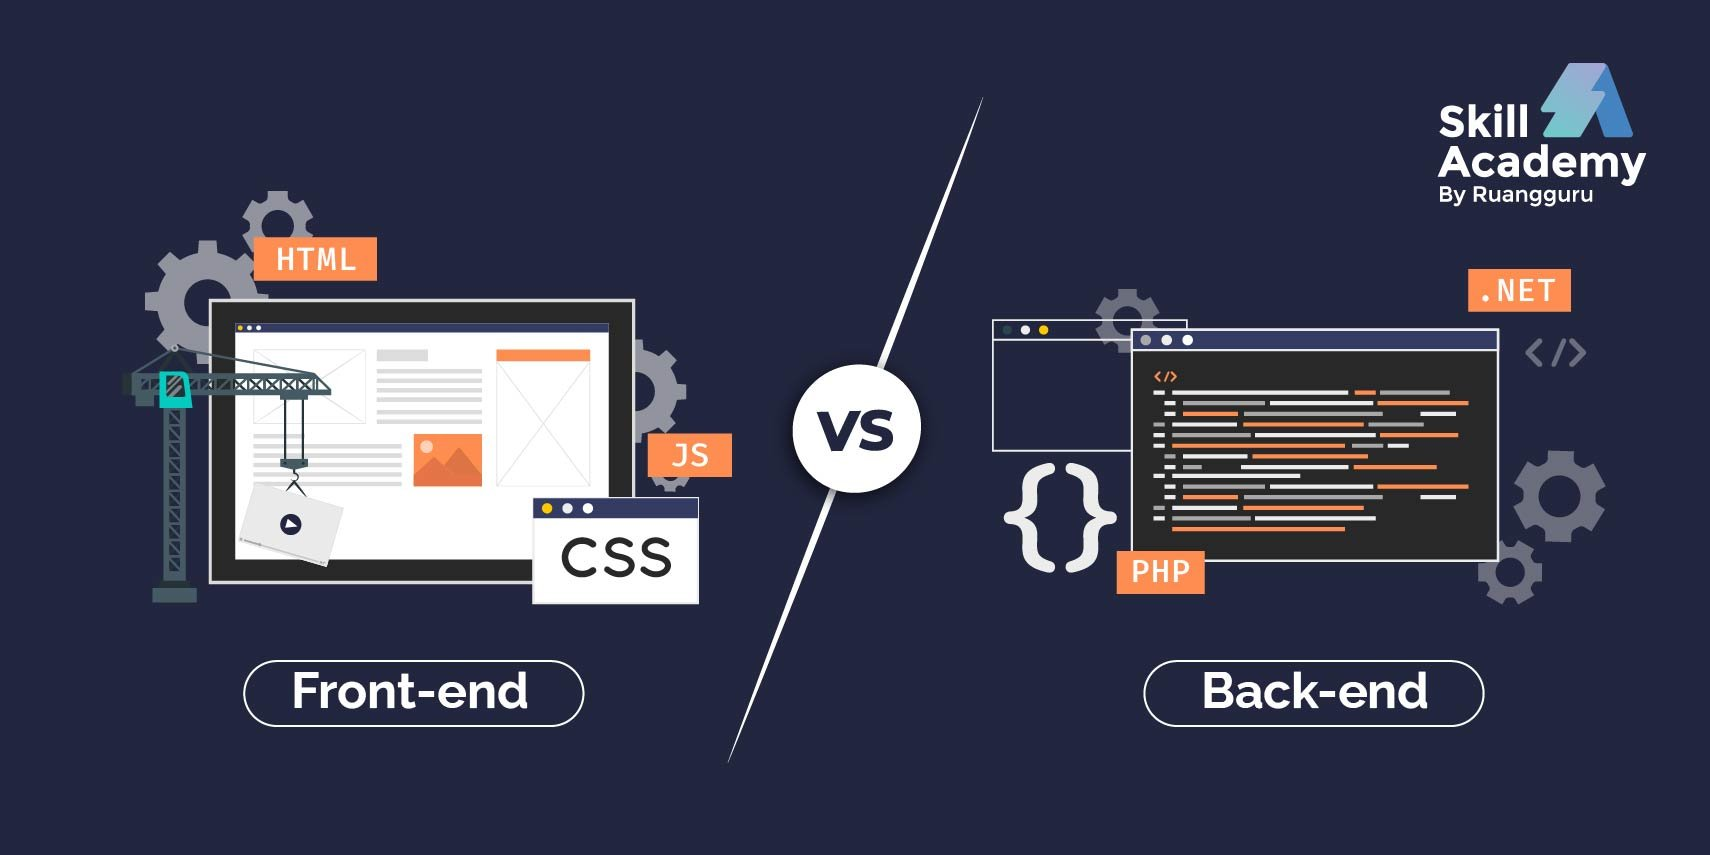 Skill
Academy
By Ruangguru
HTML
JS
CSS
Front-end
VS
.NET
</>
</>
{}
PHP
Back-end